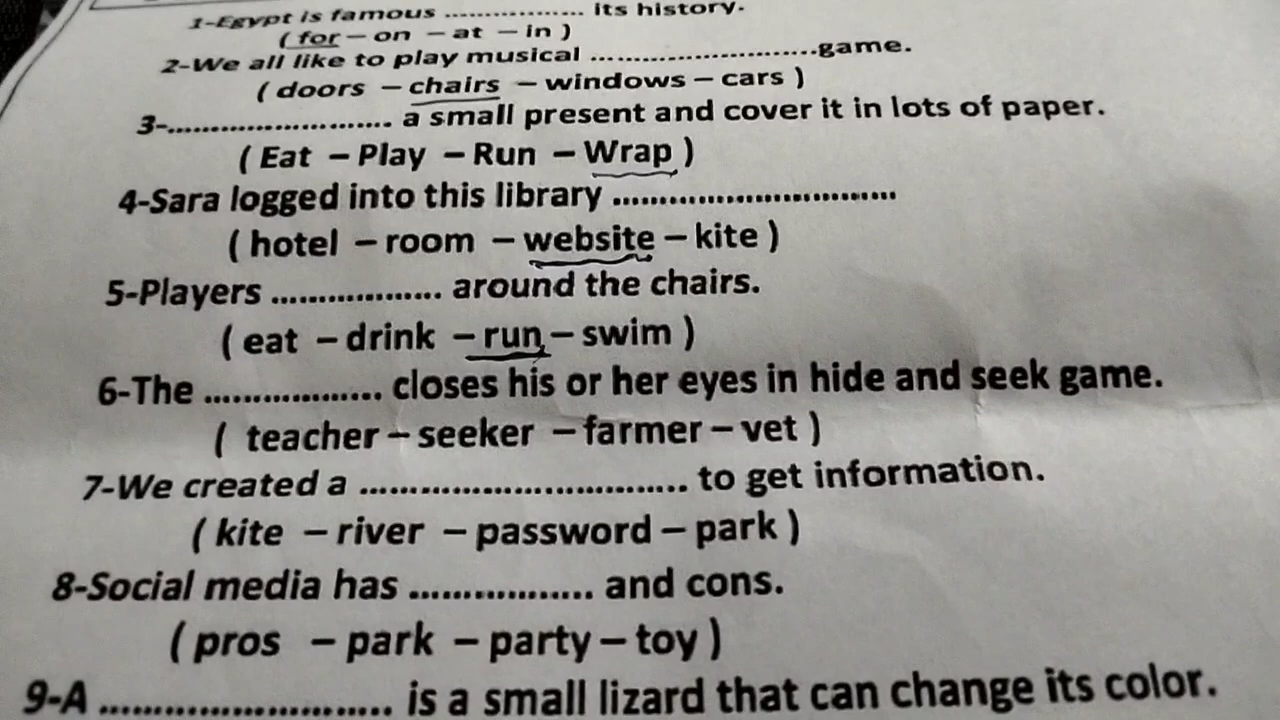 1-Egypt is famous ................. its history.
( for – on – at – in )
2-We all like to play musical ..........................game.
( doors – chairs – windows – cars )
3-......................... a small present and cover it in lots of paper.
( Eat – Play – Run – Wrap )
4-Sara logged into this library ...............................
( hotel – room – website – kite )
5-Players ................... around the chairs.
( eat – drink – run – swim )
6-The ................... closes his or her eyes in hide and seek game.
( teacher – seeker – farmer – vet )
7-We created a ................................... to get information.
( kite – river – password – park )
8-Social media has .................... and cons.
( pros – park – party – toy )
9-A ............................ is a small lizard that can change its color.